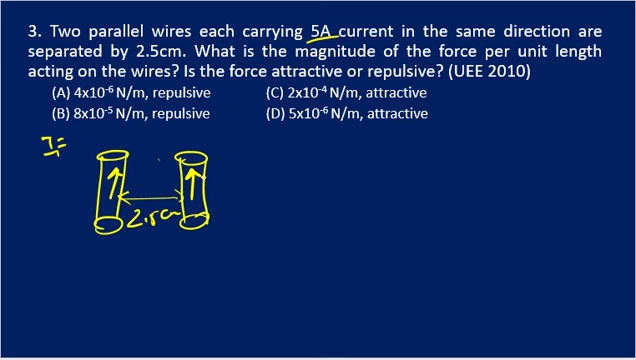 3. Two parallel wires each carrying 5A current in the same direction are
separated by 2.5cm. What is the magnitude of the force per unit length
acting on the wires? Is the force attractive or repulsive? (UEE 2010)
(A) 4x10⁻⁶ N/m, repulsive (C) 2x10⁻⁴ N/m, attractive
(B) 8x10⁻⁵ N/m, repulsive (D) 5x10⁻⁶ N/m, attractive
I=
2.5cm